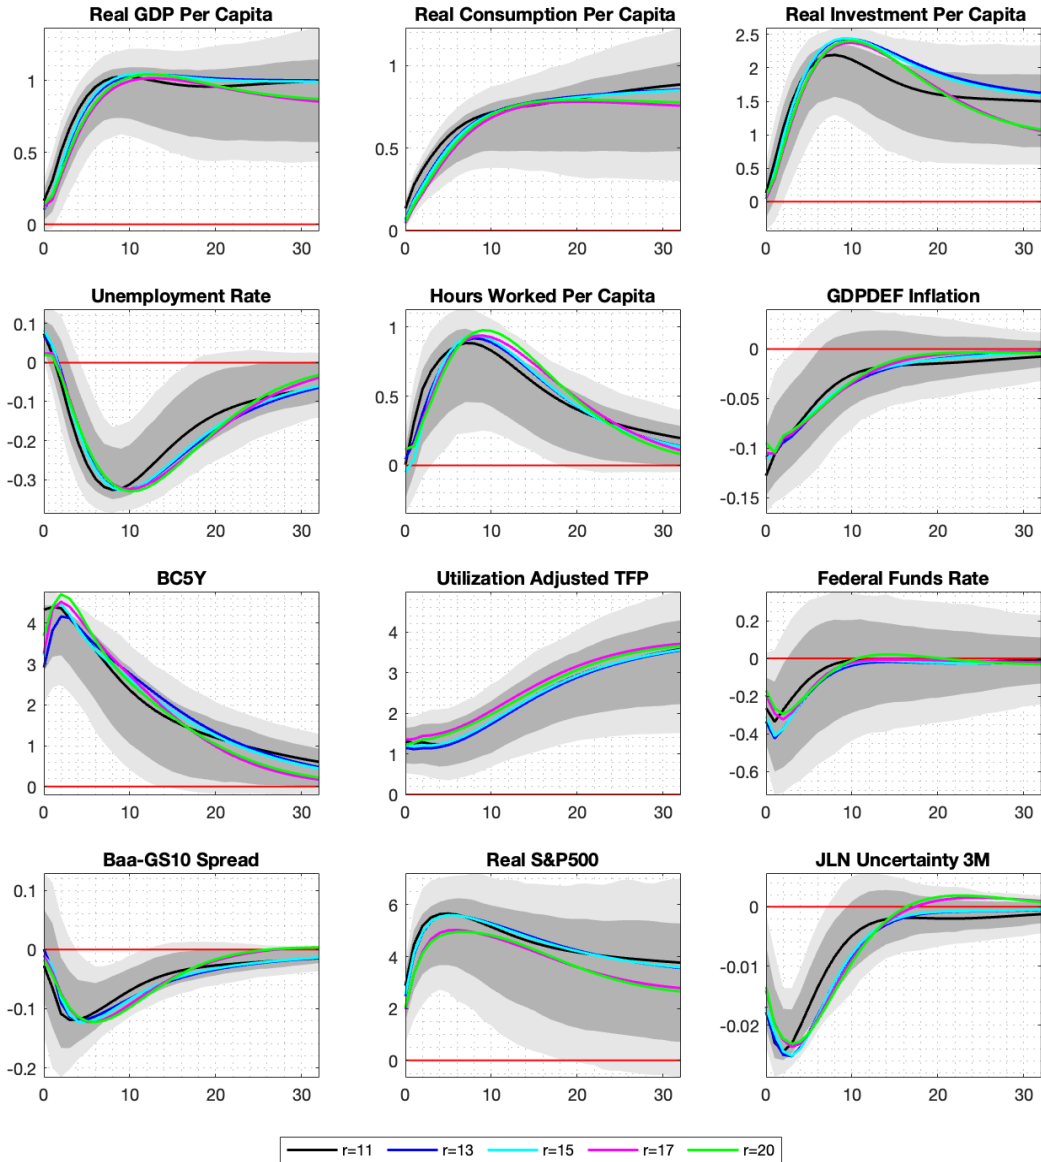 Real GDP Per Capita Real Consumption Per Capita Real Investment Per Capita
1
0.5
0
0 10 20 30
1
0.5
0
0 10 20 30
2.5
2
1.5
1
0.5
0
0 10 20 30
Unemployment Rate Hours Worked Per Capita GDPDEF Inflation
0.1
0
-0.1
-0.2
-0.3
0 10 20 30
1
0.5
0
0 10 20 30
0
-0.05
-0.1
-0.15
0 10 20 30
BC5Y Utilization Adjusted TFP Federal Funds Rate
4
3
2
1
0
0 10 20 30
4
3
2
1
0
0 10 20 30
0.2
0
-0.2
-0.4
-0.6
0 10 20 30
Baa-GS10 Spread Real S&P500 JLN Uncertainty 3M
0.1
0
-0.1
-0.2
0 10 20 30
6
4
2
0
0 10 20 30
0
-0.01
-0.02
0 10 20 30
r=11 r=13 r=15 r=17 r=20